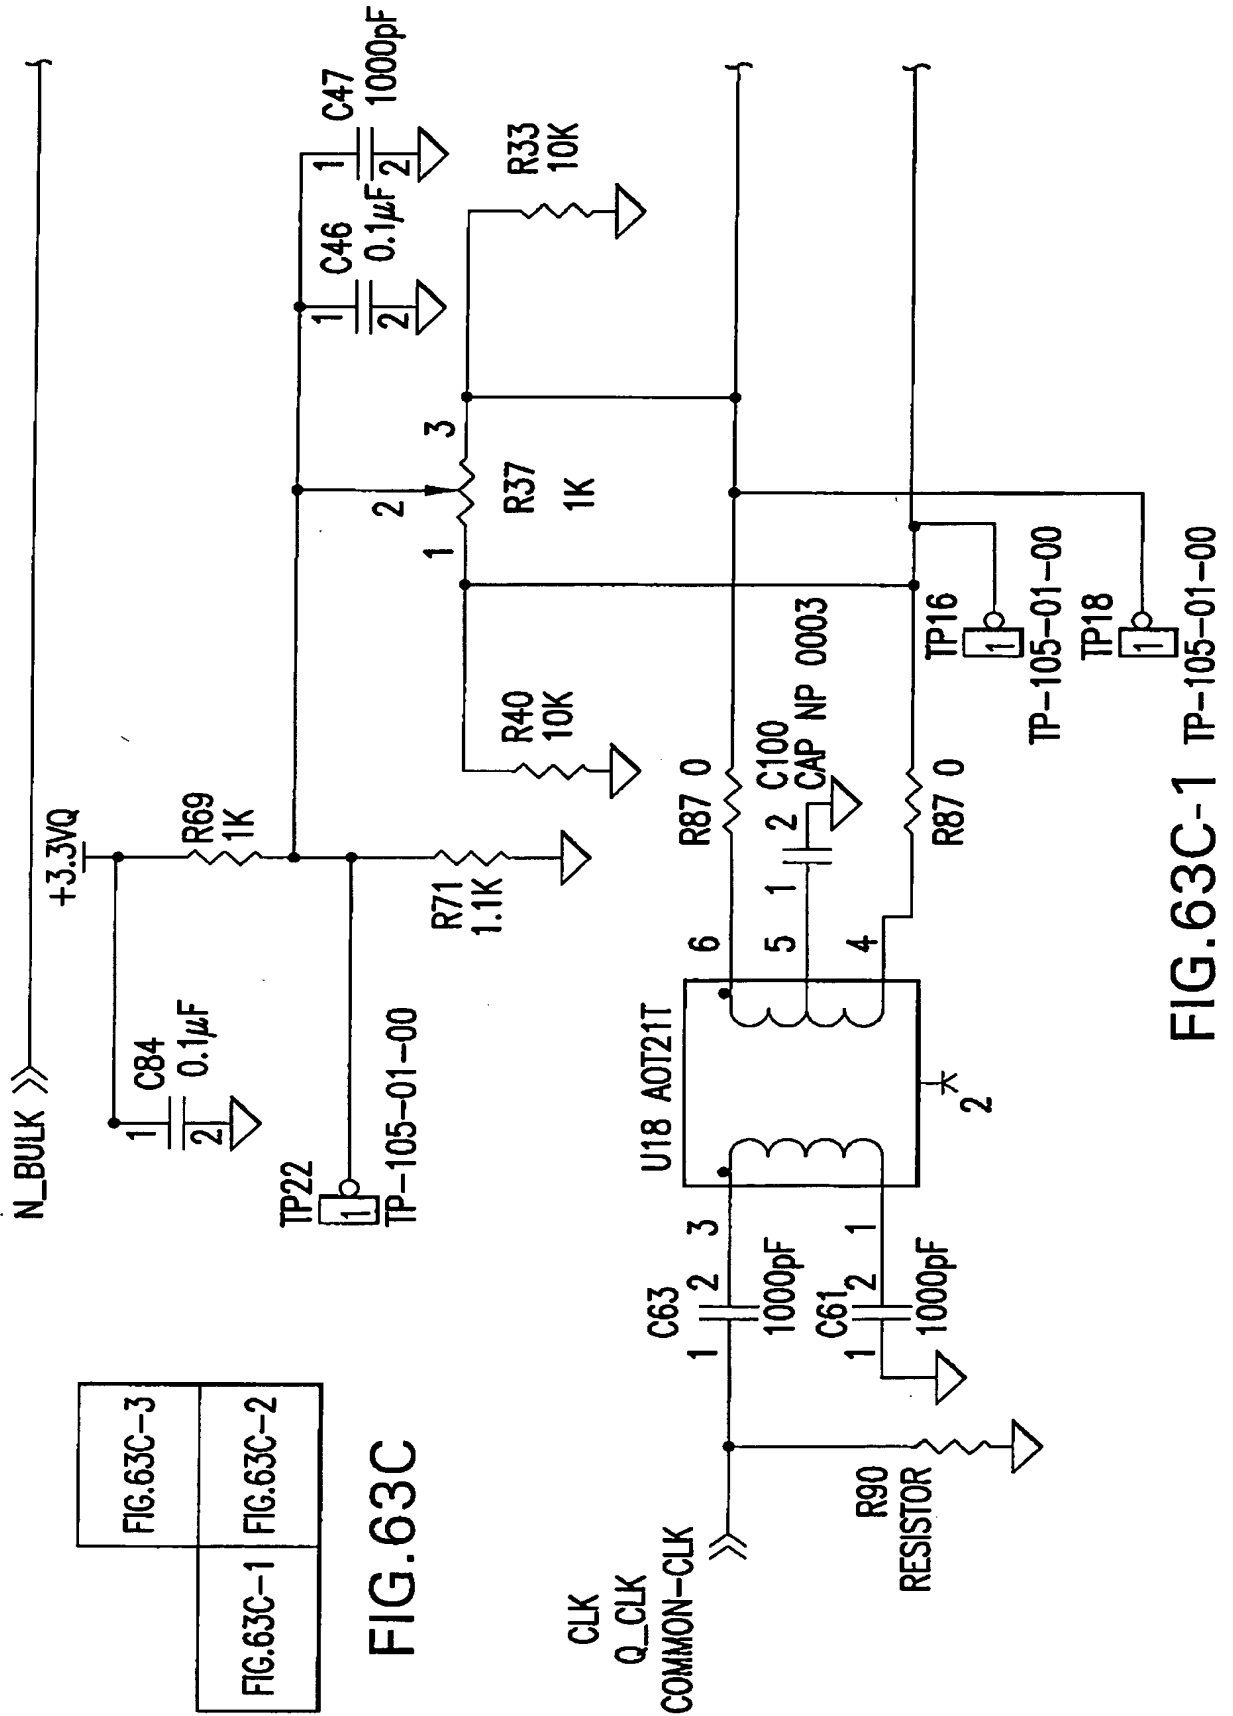 FIG.63C-3
FIG.63C-1
FIG.63C-2
FIG.63C
N_BULK
+3.3VQ
C84
0.1µF
1
2
R69
1K
TP22
1
TP-105-01-00
R71
1.1K
C46
0.1µF
1
2
C47
1000pF
1
2
R40
10K
1
2
3
R37
1K
R33
10K
CLK
Q_CLK
COMMON-CLK
R90
RESISTOR
C63
1
2
1000pF
3
C61
1
2
1000pF
1
U18 AOT21T
2
6
5
4
R87 0
C100
CAP NP 0003
1
2
R87 0
TP16
1
TP-105-01-00
TP18
1
TP-105-01-00
FIG.63C-1